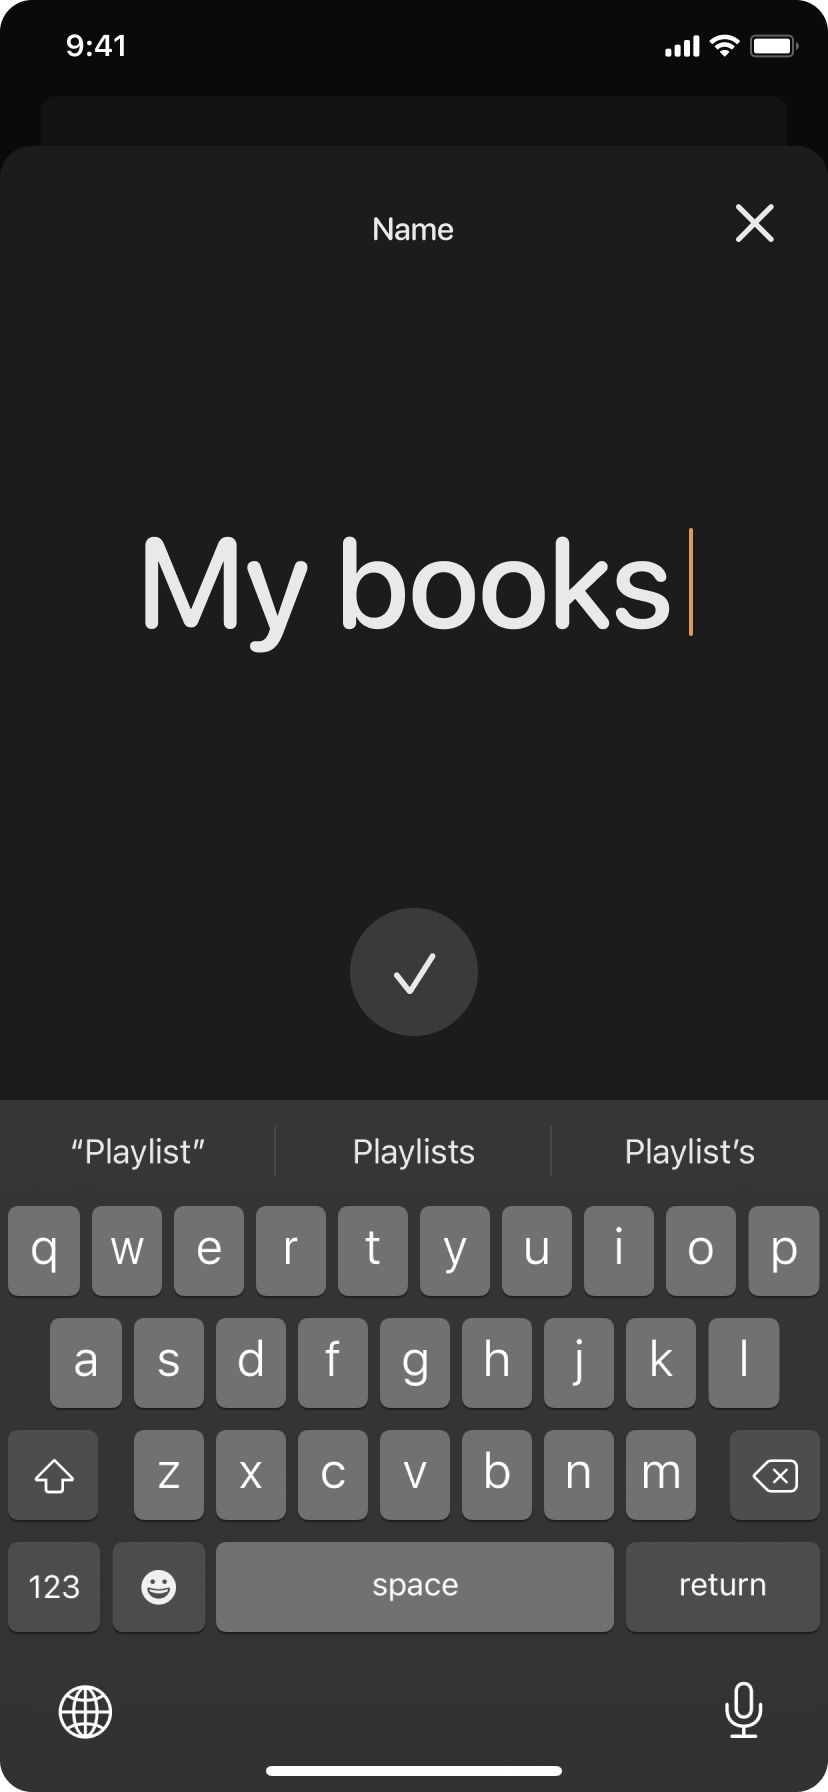 9:41
Name
My books
“Playlist” Playlists Playlist’s
q w e r t y u i o p
a s d f g h j k l
z x c v b n m
123 space return